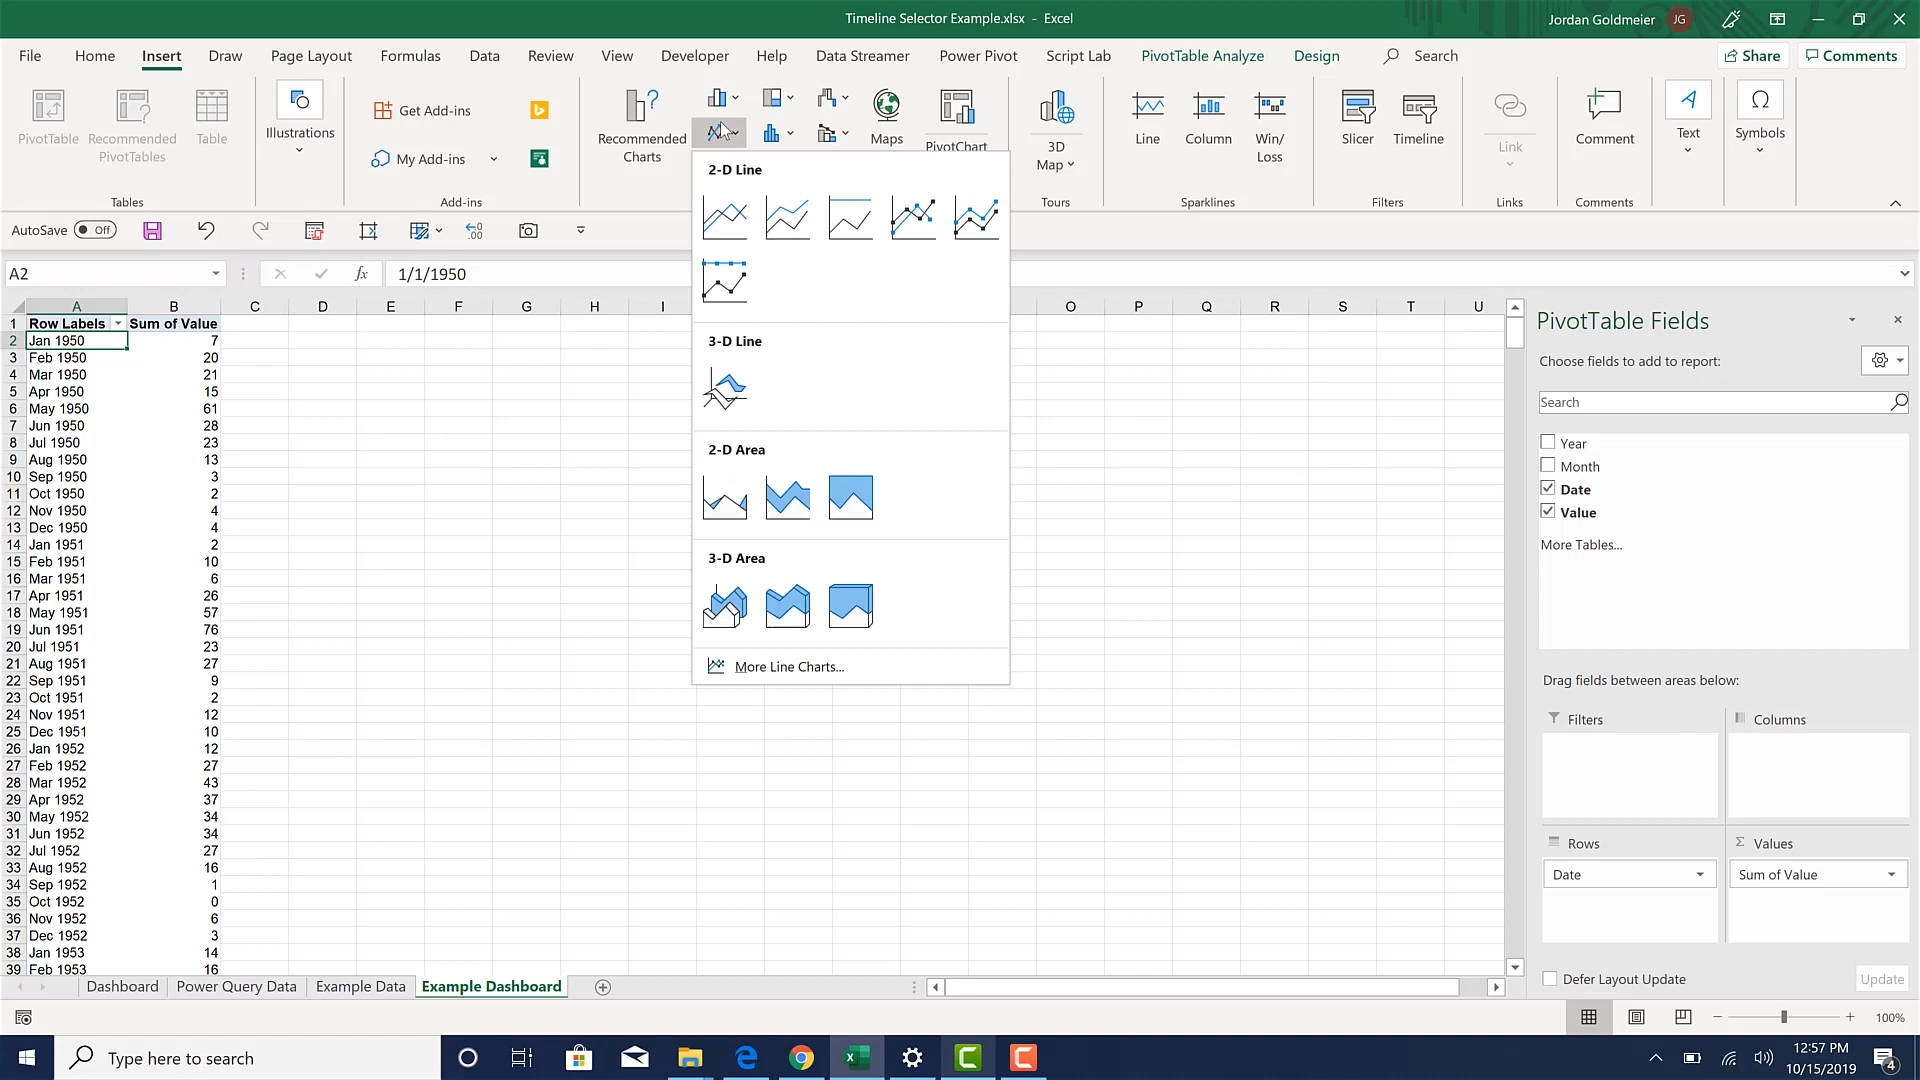 Timeline Selector Example.xlsx - Excel
Jordan Goldmeier JG
File Home Insert Draw Page Layout Formulas Data Review View Developer Help Data Streamer Power Pivot Script Lab PivotTable Analyze Design Search Share Comments
PivotTable
Recommended
PivotTables
Table
Tables
Illustrations
Get Add-ins
My Add-ins
Add-ins
Recommended
Charts
Maps
PivotChart
3D
Map
Tours
Line
Column
Win/
Loss
Sparklines
Slicer
Timeline
Filters
Link
Links
Comment
Comments
Text
Symbols
2-D Line
3-D Line
2-D Area
3-D Area
More Line Charts...
AutoSave Off
A2 fx 1/1/1950
A B C D E F G H I O P Q R S T U
1 Row Labels Sum of Value
2 Jan 1950 7
3 Feb 1950 20
4 Mar 1950 21
5 Apr 1950 15
6 May 1950 61
7 Jun 1950 28
8 Jul 1950 23
9 Aug 1950 13
10 Sep 1950 3
11 Oct 1950 2
12 Nov 1950 4
13 Dec 1950 4
14 Jan 1951 2
15 Feb 1951 10
16 Mar 1951 6
17 Apr 1951 26
18 May 1951 57
19 Jun 1951 76
20 Jul 1951 23
21 Aug 1951 27
22 Sep 1951 9
23 Oct 1951 2
24 Nov 1951 12
25 Dec 1951 10
26 Jan 1952 12
27 Feb 1952 27
28 Mar 1952 43
29 Apr 1952 37
30 May 1952 34
31 Jun 1952 34
32 Jul 1952 27
33 Aug 1952 16
34 Sep 1952 1
35 Oct 1952 0
36 Nov 1952 6
37 Dec 1952 3
38 Jan 1953 14
39 Feb 1953 16
PivotTable Fields
Choose fields to add to report:
Search
Year
Month
Date
Value
More Tables...
Drag fields between areas below:
Filters
Columns
Rows
Σ Values
Date
Sum of Value
Defer Layout Update
Update
Dashboard Power Query Data Example Data Example Dashboard
100%
Type here to search
12:57 PM
10/15/2019
4